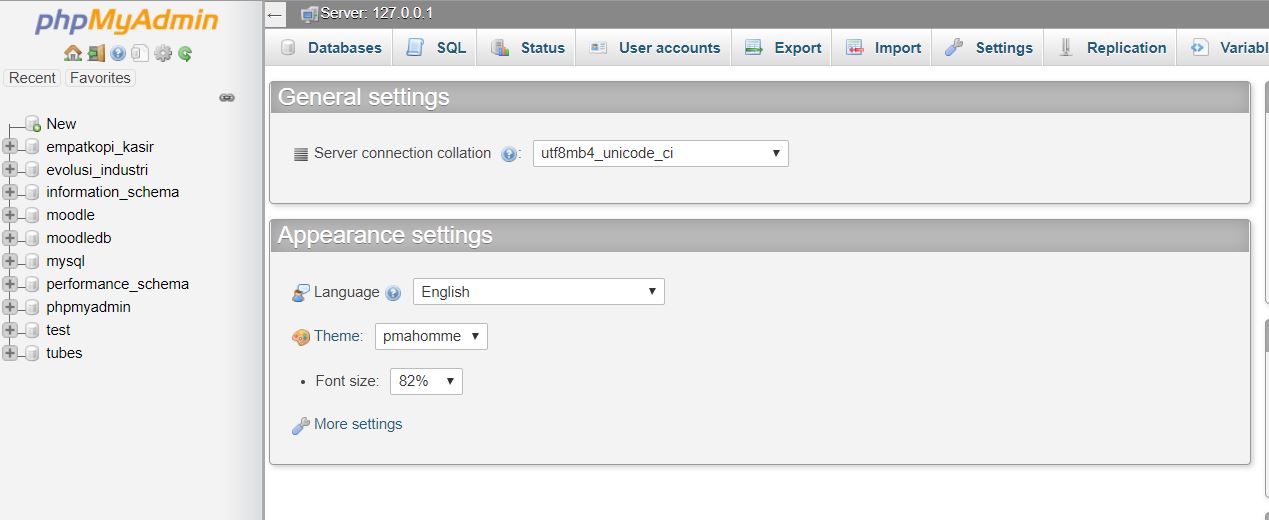 phpMyAdmin
Recent Favorites
New
empatkopi_kasir
evolusi_industri
information_schema
moodle
moodledb
mysql
performance_schema
phpmyadmin
test
tubes
← Server: 127.0.0.1
Databases SQL Status User accounts Export Import Settings Replication Variabl
General settings
Server connection collation : utf8mb4_unicode_ci
Appearance settings
Language English
Theme: pmahomme
• Font size: 82%
More settings